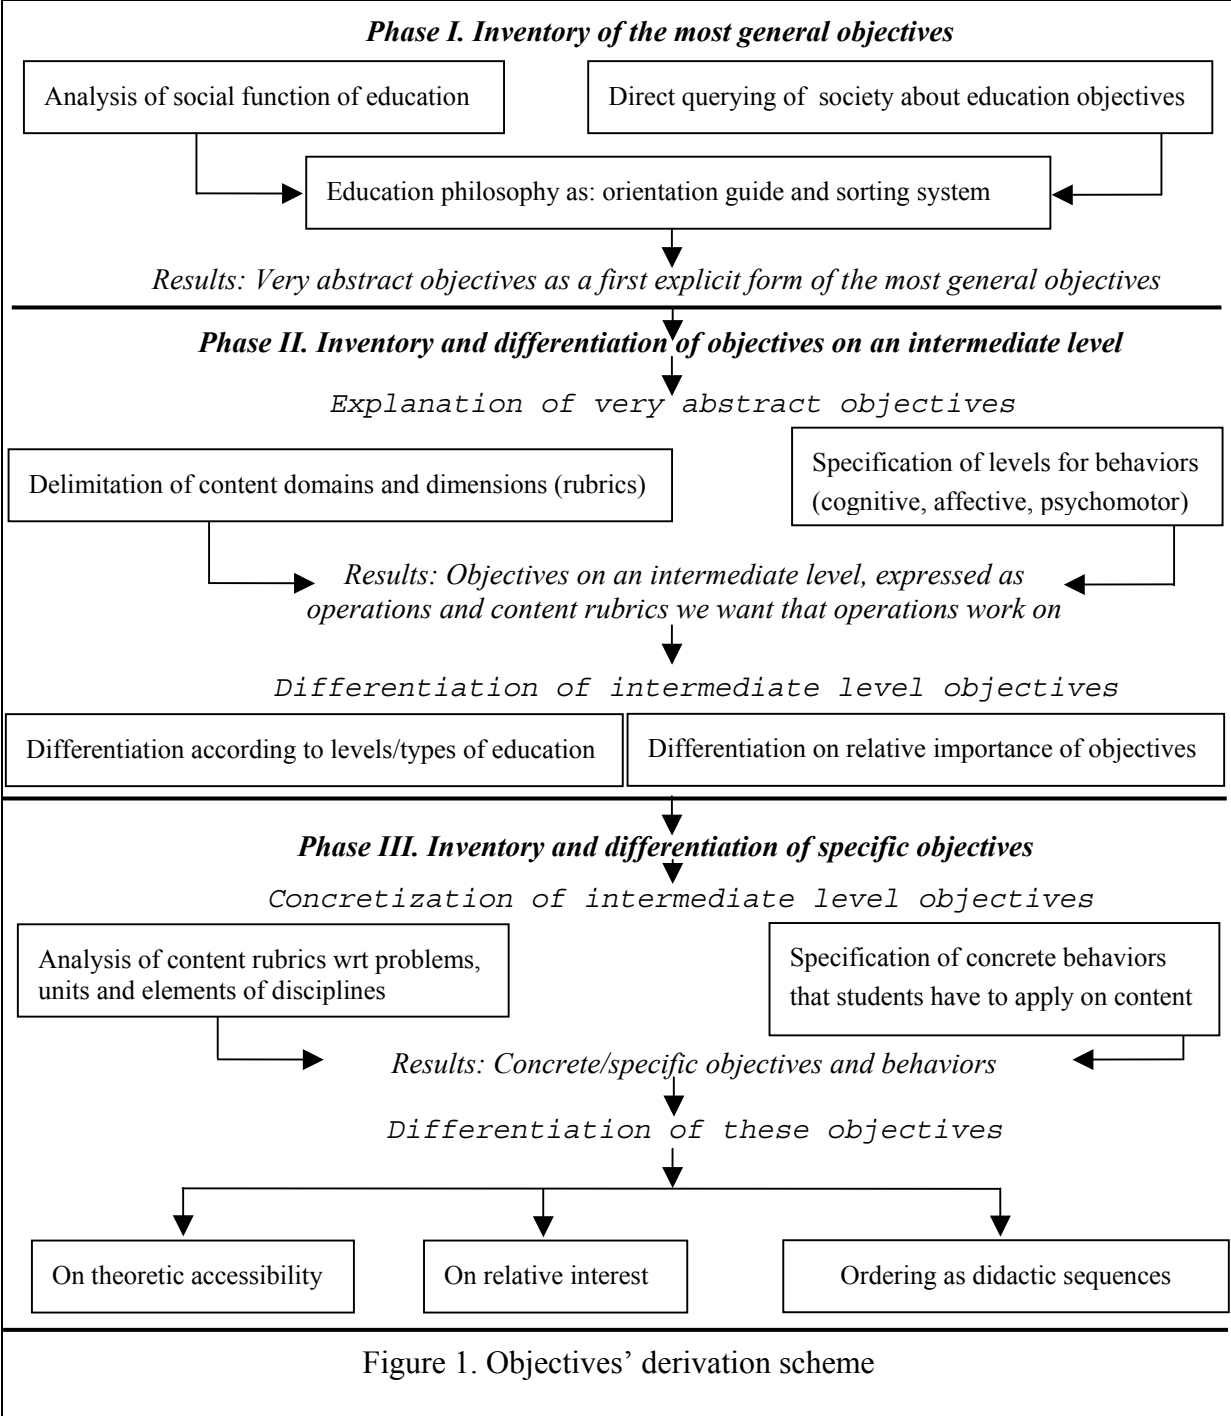 Phase I. Inventory of the most general objectives
Analysis of social function of education
Direct querying of society about education objectives
Education philosophy as: orientation guide and sorting system
Results: Very abstract objectives as a first explicit form of the most general objectives
Phase II. Inventory and differentiation of objectives on an intermediate level
Explanation of very abstract objectives
Delimitation of content domains and dimensions (rubrics)
Specification of levels for behaviors
(cognitive, affective, psychomotor)
Results: Objectives on an intermediate level, expressed as
operations and content rubrics we want that operations work on
Differentiation of intermediate level objectives
Differentiation according to levels/types of education
Differentiation on relative importance of objectives
Phase III. Inventory and differentiation of specific objectives
Concretization of intermediate level objectives
Analysis of content rubrics wrt problems,
units and elements of disciplines
Specification of concrete behaviors
that students have to apply on content
Results: Concrete/specific objectives and behaviors
Differentiation of these objectives
On theoretic accessibility
On relative interest
Ordering as didactic sequences
Figure 1. Objectives’ derivation scheme